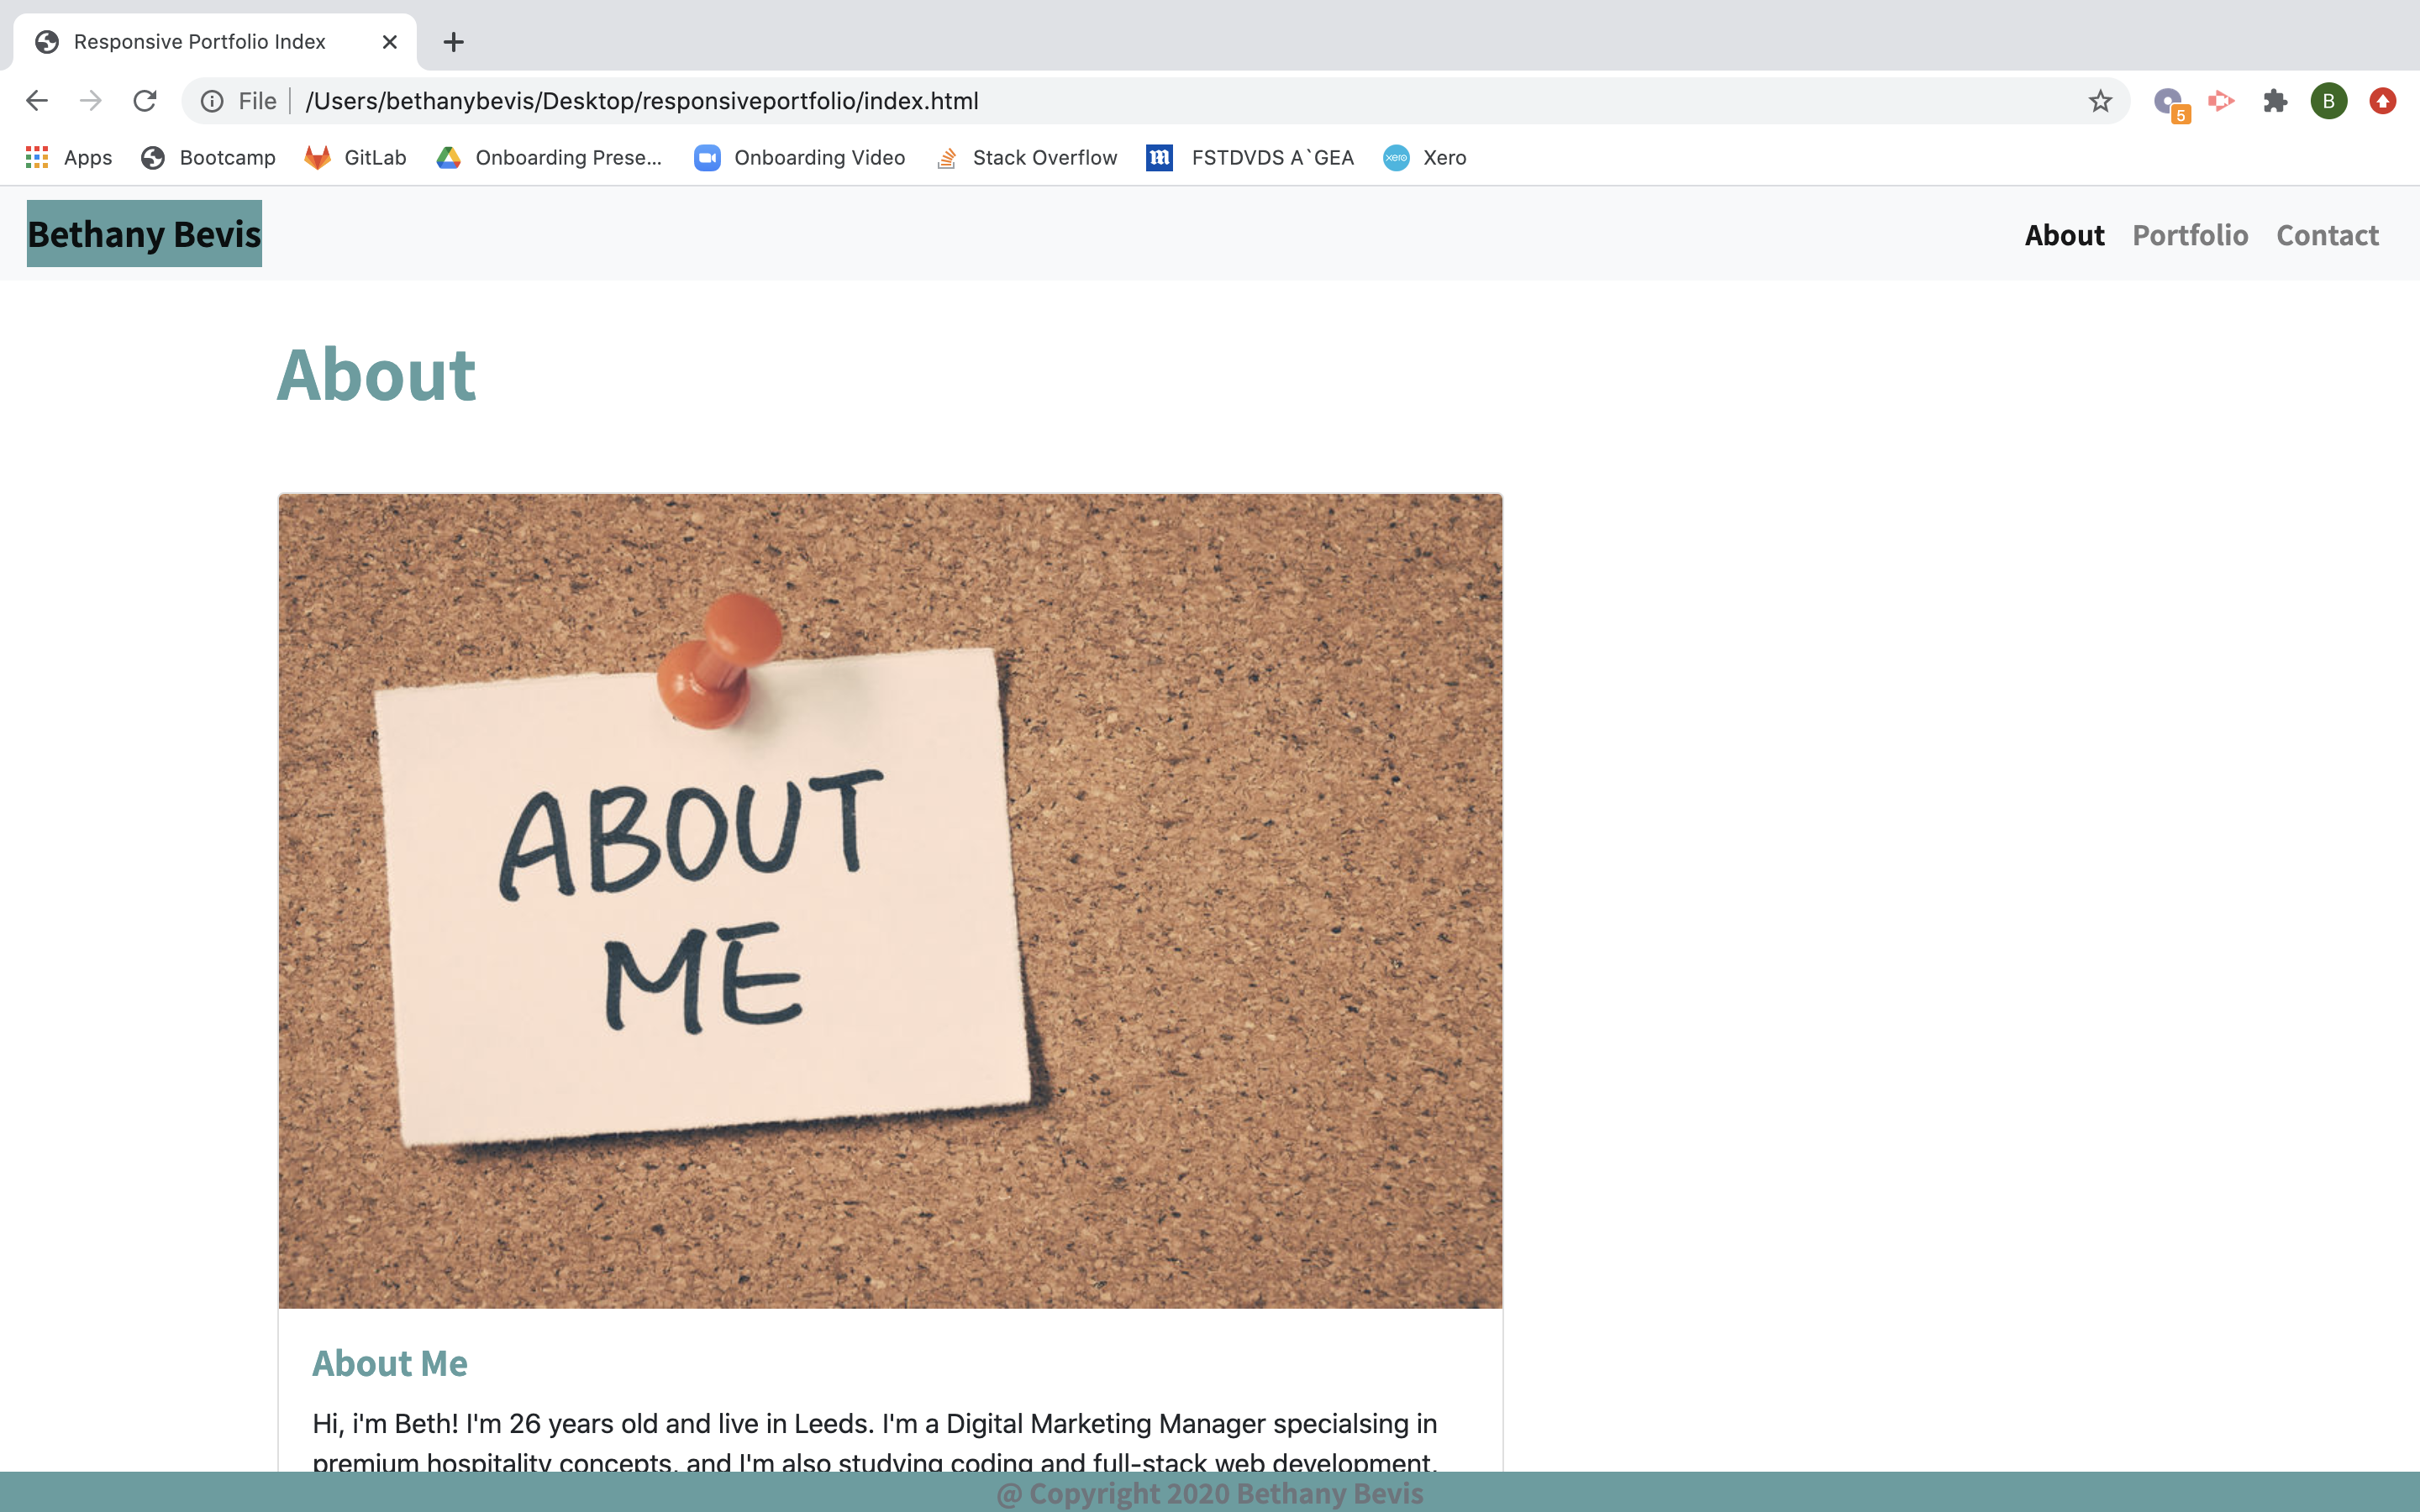 Responsive Portfolio Index
File /Users/bethanybevis/Desktop/responsiveportfolio/index.html
5
B
Apps Bootcamp GitLab Onboarding Prese... Onboarding Video Stack Overflow m FSTDVDS A`GEA xero Xero
Bethany Bevis About Portfolio Contact
About
ABOUT
ME
About Me
Hi, i'm Beth! I'm 26 years old and live in Leeds. I'm a Digital Marketing Manager specialsing in
premium hospitality concepts, and I'm also studying coding and full-stack web development.
@ Copyright 2020 Bethany Bevis